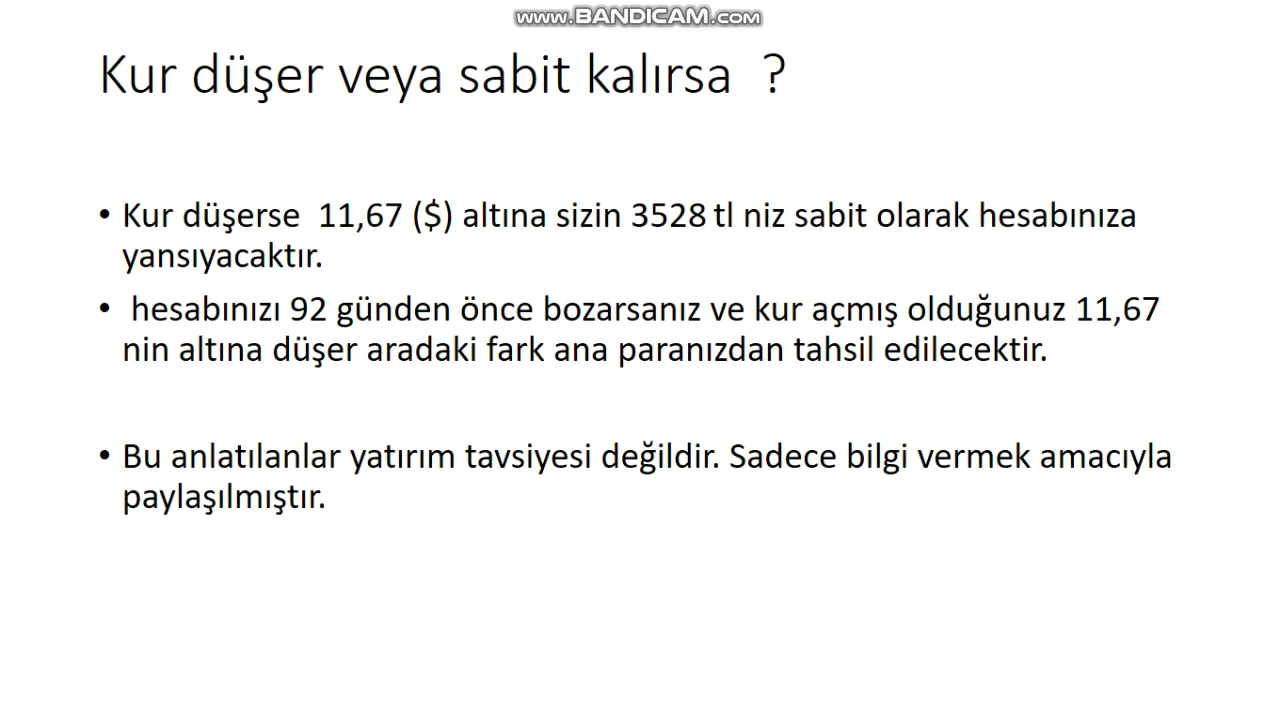 www.BANDICAM.com
Kur düşer veya sabit kalırsa ?
• Kur düşerse 11,67 ($) altına sizin 3528 tl niz sabit olarak hesabınıza
yansıyacaktır.
• hesabınızı 92 günden önce bozarsanız ve kur açmış olduğunuz 11,67
nin altına düşer aradaki fark ana paranızdan tahsil edilecektir.
• Bu anlatılanlar yatırım tavsiyesi değildir. Sadece bilgi vermek amacıyla
paylaşılmıştır.